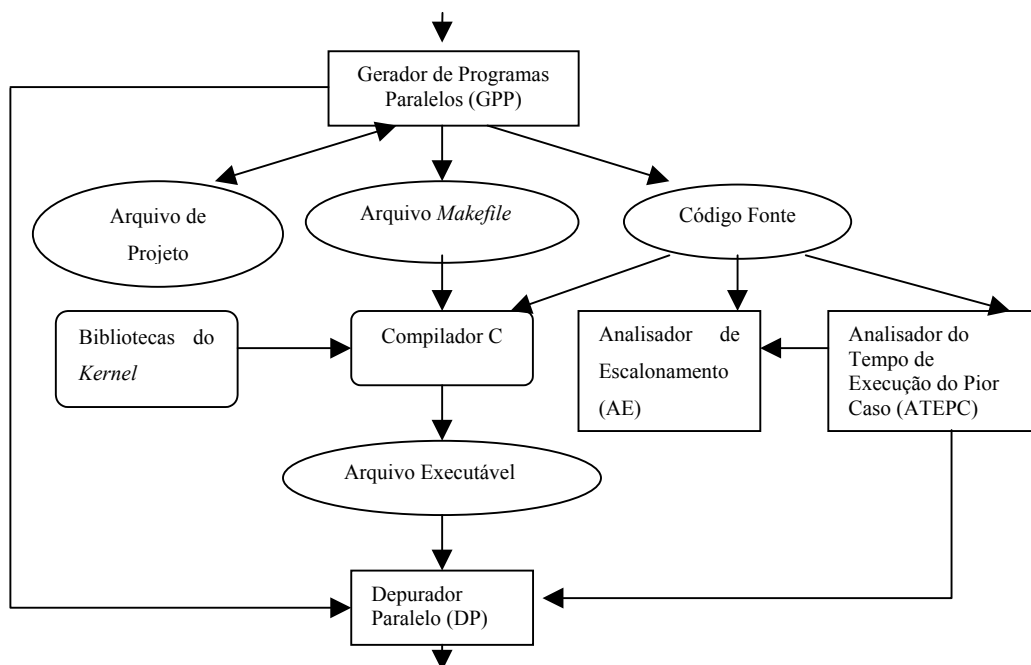 Gerador de Programas
Paralelos (GPP)
Arquivo de
Projeto
Arquivo Makefile
Código Fonte
Bibliotecas do
Kernel
Compilador C
Analisador de
Escalonamento
(AE)
Analisador do
Tempo de
Execução do Pior
Caso (ATEPC)
Arquivo Executável
Depurador
Paralelo (DP)